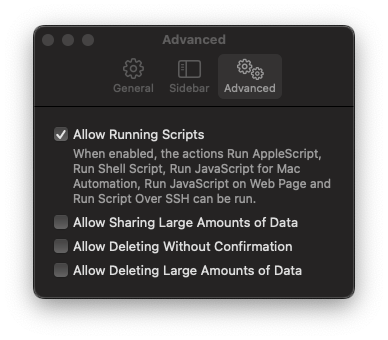 Advanced
General
Sidebar
Advanced
Allow Running Scripts
When enabled, the actions Run AppleScript,
Run Shell Script, Run JavaScript for Mac
Automation, Run JavaScript on Web Page and
Run Script Over SSH can be run.
Allow Sharing Large Amounts of Data
Allow Deleting Without Confirmation
Allow Deleting Large Amounts of Data